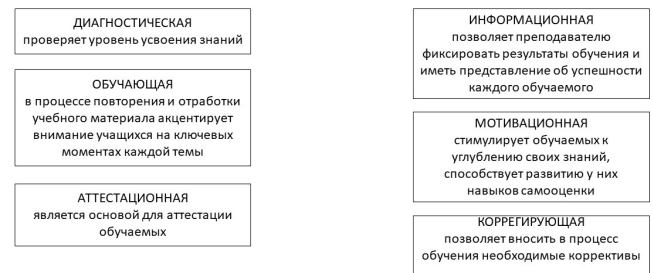 ДИАГНОСТИЧЕСКАЯ
проверяет уровень усвоения знаний
ОБУЧАЮЩАЯ
в процессе повторения и отработки
учебного материала акцентирует
внимание учащихся на ключевых
моментах каждой темы
АТТЕСТАЦИОННАЯ
является основой для аттестации
обучаемых
ИНФОРМАЦИОННАЯ
позволяет преподавателю
фиксировать результаты обучения и
иметь представление об успешности
каждого обучаемого
МОТИВАЦИОННАЯ
стимулирует обучаемых к
углублению своих знаний,
способствует развитию у них
навыков самооценки
КОРРЕГИРУЮЩАЯ
позволяет вносить в процесс
обучения необходимые коррективы